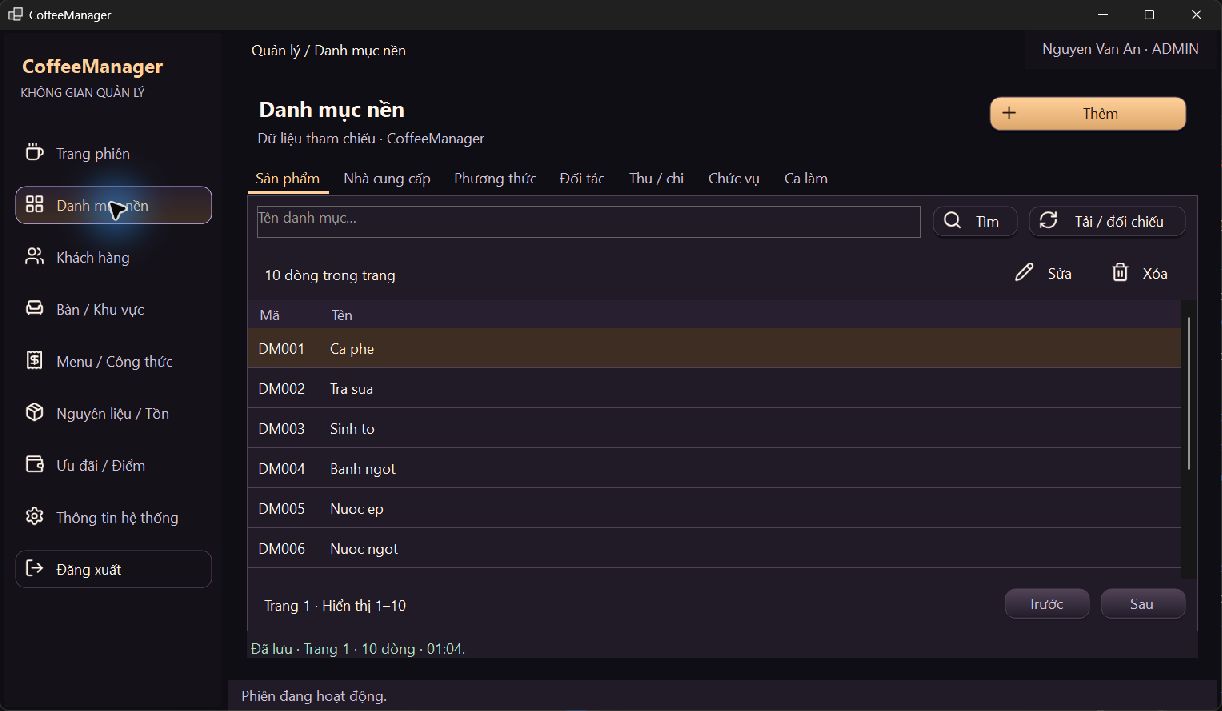 CoffeeManager
CoffeeManager
KHÔNG GIAN QUẢN LÝ
Trang phiên
Danh mục nền
Khách hàng
Bàn / Khu vực
Menu / Công thức
Nguyên liệu / Tồn
Ưu đãi / Điểm
Thông tin hệ thống
Đăng xuất
Quản lý / Danh mục nền
Nguyen Van An · ADMIN
Danh mục nền
Dữ liệu tham chiếu · CoffeeManager
Thêm
Sản phẩm Nhà cung cấp Phương thức Đối tác Thu / chi Chức vụ Ca làm
Tên danh mục...
Tìm
Tải / đối chiếu
10 dòng trong trang
Sửa
Xóa
Mã Tên
DM001 Ca phe
DM002 Tra sua
DM003 Sinh to
DM004 Banh ngot
DM005 Nuoc ep
DM006 Nuoc ngot
Trang 1 · Hiển thị 1–10
Trước
Sau
Đã lưu · Trang 1 · 10 dòng · 01:04.
Phiên đang hoạt động.